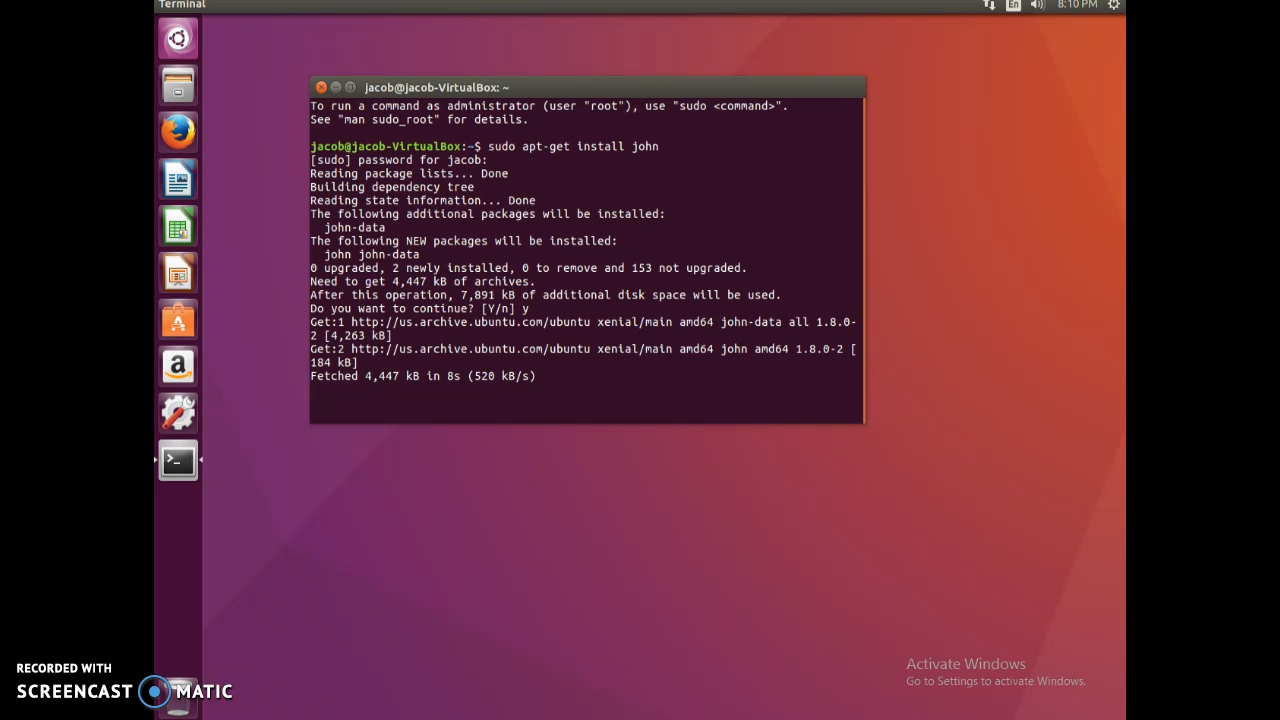 Terminal
En
8:10 PM
jacob@jacob-VirtualBox: ~
To run a command as administrator (user "root"), use "sudo <command>".
See "man sudo_root" for details.
jacob@jacob-VirtualBox:~$ sudo apt-get install john
[sudo] password for jacob:
Reading package lists... Done
Building dependency tree
Reading state information... Done
The following additional packages will be installed:
john-data
The following NEW packages will be installed:
john john-data
0 upgraded, 2 newly installed, 0 to remove and 153 not upgraded.
Need to get 4,447 kB of archives.
After this operation, 7,891 kB of additional disk space will be used.
Do you want to continue? [Y/n] y
Get:1 http://us.archive.ubuntu.com/ubuntu xenial/main amd64 john-data all 1.8.0-
2 [4,263 kB]
Get:2 http://us.archive.ubuntu.com/ubuntu xenial/main amd64 john amd64 1.8.0-2 [
184 kB]
Fetched 4,447 kB in 8s (520 kB/s)
Activate Windows
Go to Settings to activate Windows.
RECORDED WITH
SCREENCAST MATIC